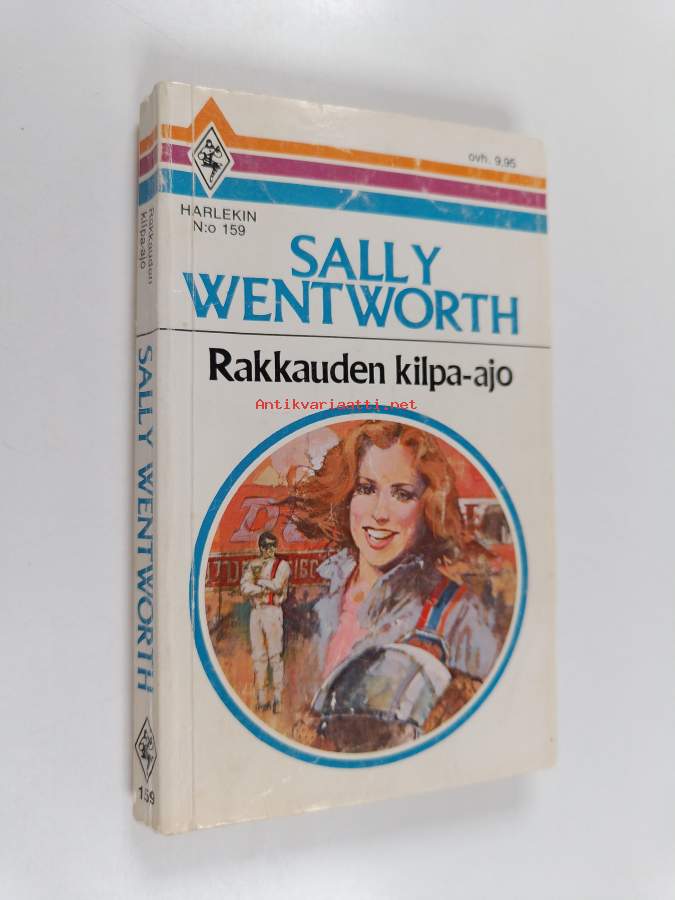 ovh. 9,95
HARLEKIN
N:o 159
SALLY
WENTWORTH
Rakkauden kilpa-ajo
Antikvariaatti.net
Rakkauden
kilpa-ajo
SALLY WENTWORTH
159